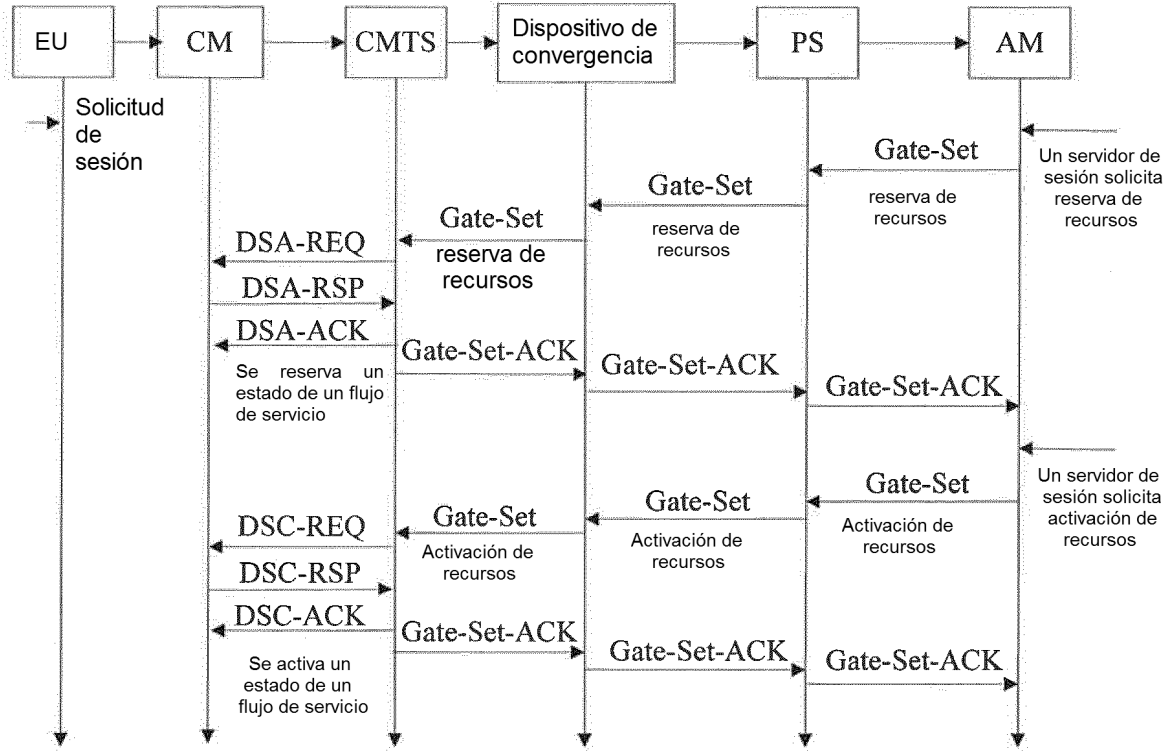 EU
CM
CMTS
Dispositivo de
convergencia
PS
AM
Solicitud
de
sesión
Un servidor de
sesión solicita
reserva de
recursos
Gate-Set
reserva de
recursos
Gate-Set
reserva de
recursos
Gate-Set
reserva de
recursos
DSA-REQ
DSA-RSP
DSA-ACK
Se reserva un
estado de un flujo
de servicio
Gate-Set-ACK
Gate-Set-ACK
Gate-Set-ACK
Un servidor de
sesión solicita
activación de
recursos
Gate-Set
Activación de
recursos
Gate-Set
Activación de
recursos
Gate-Set
Activación de
recursos
DSC-REQ
DSC-RSP
DSC-ACK
Se activa un
estado de un
flujo de servicio
Gate-Set-ACK
Gate-Set-ACK
Gate-Set-ACK